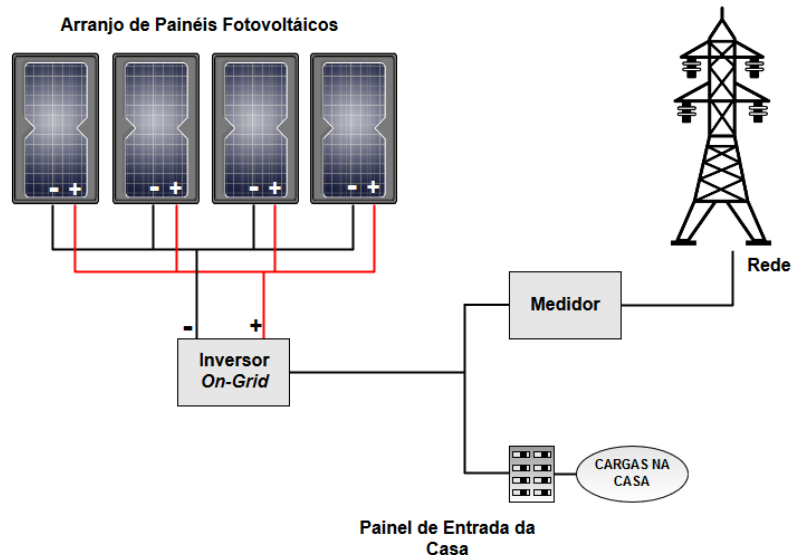 Arranjo de Painéis Fotovoltáicos
- + - + - + - +
- +
Inversor
On-Grid
Medidor
Rede
CARGAS NA
CASA
Painel de Entrada da
Casa